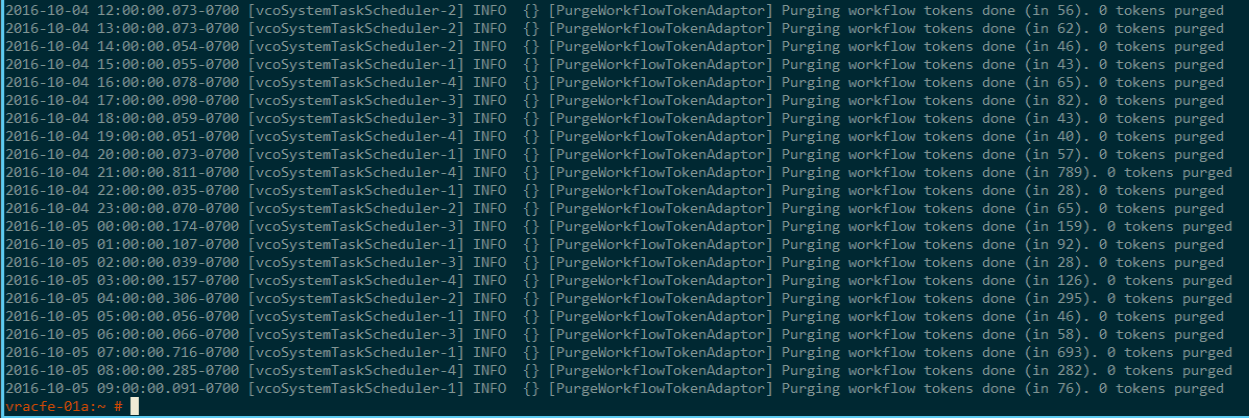 2016-10-04 12:00:00.073-0700 [vcoSystemTaskScheduler-2] INFO  {} [PurgeWorkflowTokenAdaptor] Purging workflow tokens done (in 56). 0 tokens purged
2016-10-04 13:00:00.073-0700 [vcoSystemTaskScheduler-2] INFO  {} [PurgeWorkflowTokenAdaptor] Purging workflow tokens done (in 62). 0 tokens purged
2016-10-04 14:00:00.054-0700 [vcoSystemTaskScheduler-2] INFO  {} [PurgeWorkflowTokenAdaptor] Purging workflow tokens done (in 46). 0 tokens purged
2016-10-04 15:00:00.055-0700 [vcoSystemTaskScheduler-1] INFO  {} [PurgeWorkflowTokenAdaptor] Purging workflow tokens done (in 43). 0 tokens purged
2016-10-04 16:00:00.078-0700 [vcoSystemTaskScheduler-4] INFO  {} [PurgeWorkflowTokenAdaptor] Purging workflow tokens done (in 65). 0 tokens purged
2016-10-04 17:00:00.090-0700 [vcoSystemTaskScheduler-3] INFO  {} [PurgeWorkflowTokenAdaptor] Purging workflow tokens done (in 82). 0 tokens purged
2016-10-04 18:00:00.059-0700 [vcoSystemTaskScheduler-3] INFO  {} [PurgeWorkflowTokenAdaptor] Purging workflow tokens done (in 43). 0 tokens purged
2016-10-04 19:00:00.051-0700 [vcoSystemTaskScheduler-4] INFO  {} [PurgeWorkflowTokenAdaptor] Purging workflow tokens done (in 40). 0 tokens purged
2016-10-04 20:00:00.073-0700 [vcoSystemTaskScheduler-1] INFO  {} [PurgeWorkflowTokenAdaptor] Purging workflow tokens done (in 57). 0 tokens purged
2016-10-04 21:00:00.811-0700 [vcoSystemTaskScheduler-4] INFO  {} [PurgeWorkflowTokenAdaptor] Purging workflow tokens done (in 789). 0 tokens purged
2016-10-04 22:00:00.035-0700 [vcoSystemTaskScheduler-1] INFO  {} [PurgeWorkflowTokenAdaptor] Purging workflow tokens done (in 28). 0 tokens purged
2016-10-04 23:00:00.070-0700 [vcoSystemTaskScheduler-2] INFO  {} [PurgeWorkflowTokenAdaptor] Purging workflow tokens done (in 65). 0 tokens purged
2016-10-05 00:00:00.174-0700 [vcoSystemTaskScheduler-3] INFO  {} [PurgeWorkflowTokenAdaptor] Purging workflow tokens done (in 159). 0 tokens purged
2016-10-05 01:00:00.107-0700 [vcoSystemTaskScheduler-1] INFO  {} [PurgeWorkflowTokenAdaptor] Purging workflow tokens done (in 92). 0 tokens purged
2016-10-05 02:00:00.039-0700 [vcoSystemTaskScheduler-3] INFO  {} [PurgeWorkflowTokenAdaptor] Purging workflow tokens done (in 28). 0 tokens purged
2016-10-05 03:00:00.157-0700 [vcoSystemTaskScheduler-4] INFO  {} [PurgeWorkflowTokenAdaptor] Purging workflow tokens done (in 126). 0 tokens purged
2016-10-05 04:00:00.306-0700 [vcoSystemTaskScheduler-2] INFO  {} [PurgeWorkflowTokenAdaptor] Purging workflow tokens done (in 295). 0 tokens purged
2016-10-05 05:00:00.056-0700 [vcoSystemTaskScheduler-1] INFO  {} [PurgeWorkflowTokenAdaptor] Purging workflow tokens done (in 46). 0 tokens purged
2016-10-05 06:00:00.066-0700 [vcoSystemTaskScheduler-3] INFO  {} [PurgeWorkflowTokenAdaptor] Purging workflow tokens done (in 58). 0 tokens purged
2016-10-05 07:00:00.716-0700 [vcoSystemTaskScheduler-1] INFO  {} [PurgeWorkflowTokenAdaptor] Purging workflow tokens done (in 693). 0 tokens purged
2016-10-05 08:00:00.285-0700 [vcoSystemTaskScheduler-4] INFO  {} [PurgeWorkflowTokenAdaptor] Purging workflow tokens done (in 282). 0 tokens purged
2016-10-05 09:00:00.091-0700 [vcoSystemTaskScheduler-1] INFO  {} [PurgeWorkflowTokenAdaptor] Purging workflow tokens done (in 76). 0 tokens purged
vracfe-01a:~ #